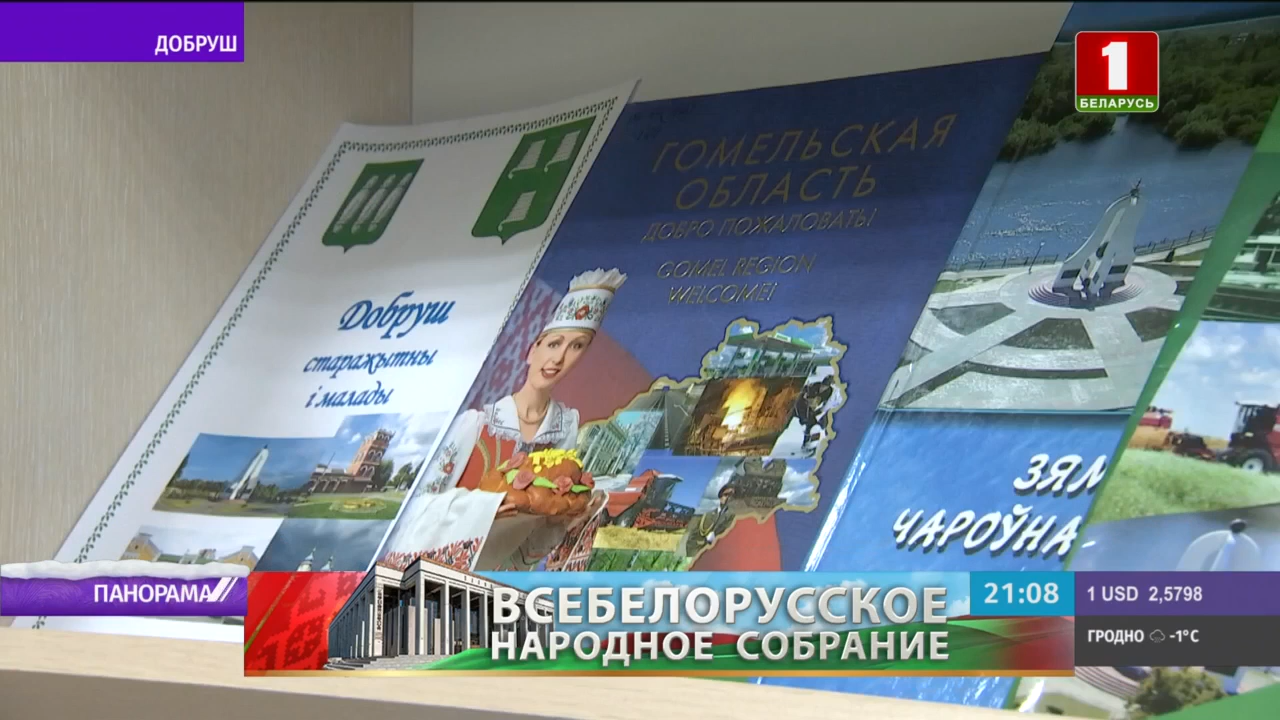 ДОБРУШ
1
БЕЛАРУСЬ
Добруш
старажытны
і малады
ГОМЕЛЬСКАЯ
ОБЛАСТЬ
ДОБРО ПОЖАЛОВАТЬ!
GOMEL REGION
WELCOME!
ЗЯМ
ЧАРОЎНА
ПАНОРАМА
ВСЕБЕЛОРУССКОЕ
НАРОДНОЕ СОБРАНИЕ
21:08
1 USD 2,5798
ГРОДНО -1°C